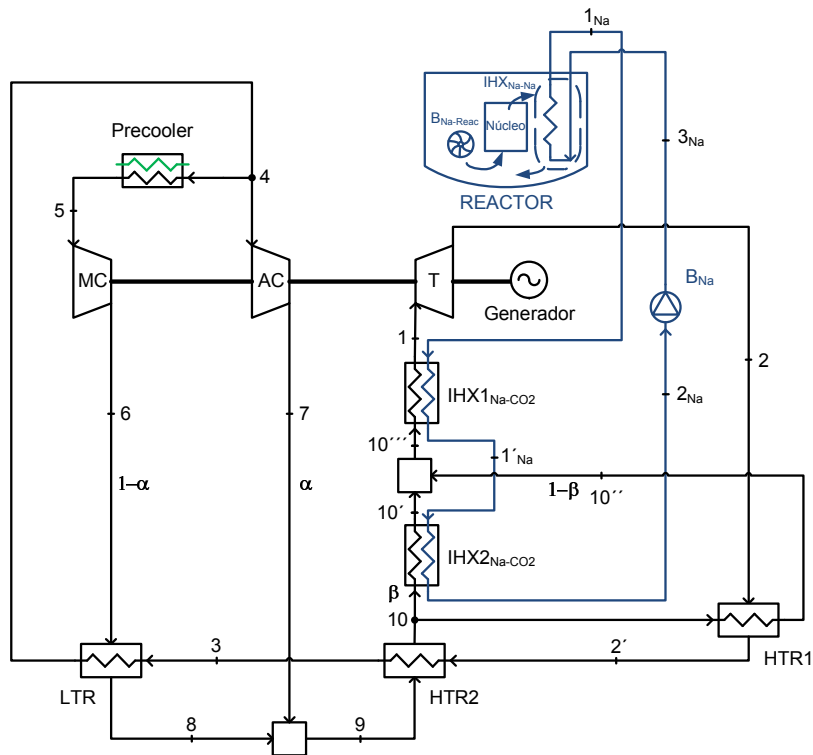 1Na
IHXNa-Na
BNa-Reac
Núcleo
Precooler
3Na
4
REACTOR
5
MC
AC
T
BNa
Generador
1
2
IHX1Na-CO2
2Na
6
7
10´´´
1´Na
1−α
α
1−β
10´´
10´
IHX2Na-CO2
β
10
3
2´
HTR1
LTR
HTR2
8
9